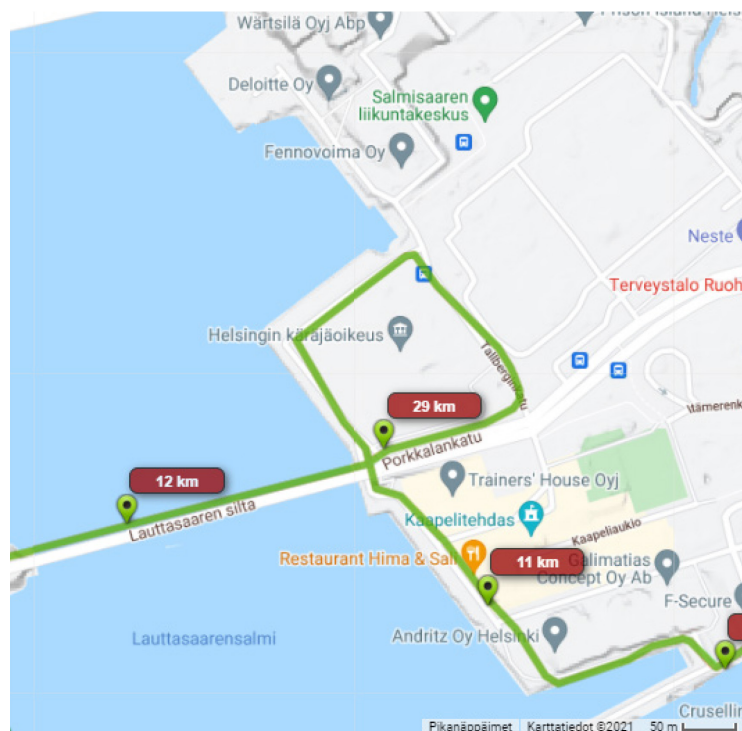 Wärtsilä Oyj Abp
Deloitte Oy
Salmisaaren
liikuntakeskus
Fennovoima Oy
Neste
Terveystalo Ruoh
Helsingin käräjäoikeus
Tallberginkatu
29 km
Porkkalankatu
12 km
Trainers' House Oyj
Lauttasaaren silta
Kaapelitehdas
Kaapeliaukio
Restaurant Hima & Sali
11 km
Galimatias
Concept Oy Ab
F-Secure
Lauttasaarensalmi
Andritz Oy Helsinki
Crusellin
Pikanäppäimet
Karttatiedot ©2021
50 m